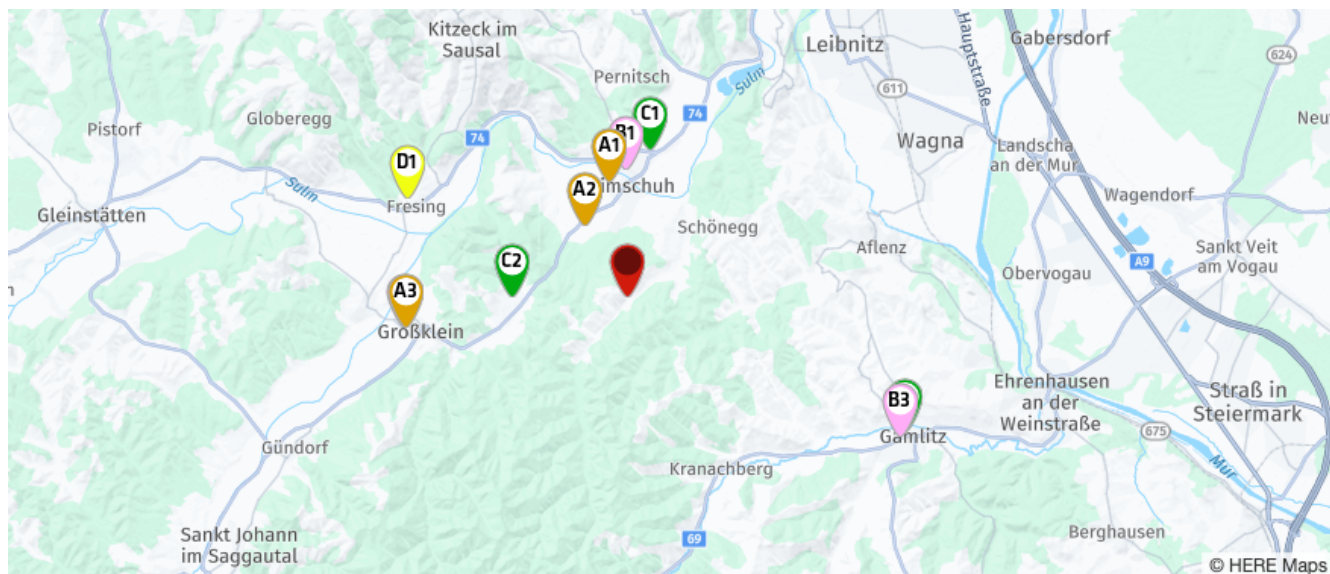 Kitzeck im
Sausal
Leibnitz
Gabersdorf
Hauptstraße
624
Pernitsch
Sulm
611
Pistorf
Globeregg
74
74
C1
B1
A1
Wagna
Landscha
an der Mur
Neut
D1
A2
imschuh
Sulm
Fresing
Gleinstätten
Wagendorf
Schönegg
Aflenz
Sankt Veit
am Vogau
A9
Obervogau
n
C2
A3
Großklein
Ehrenhausen
an der
Weinstraße
Straß in
Steiermark
B3
Gamlitz
675
Gündorf
Kranachberg
Mur
Sankt Johann
im Saggautal
69
Berghausen
© HERE Maps